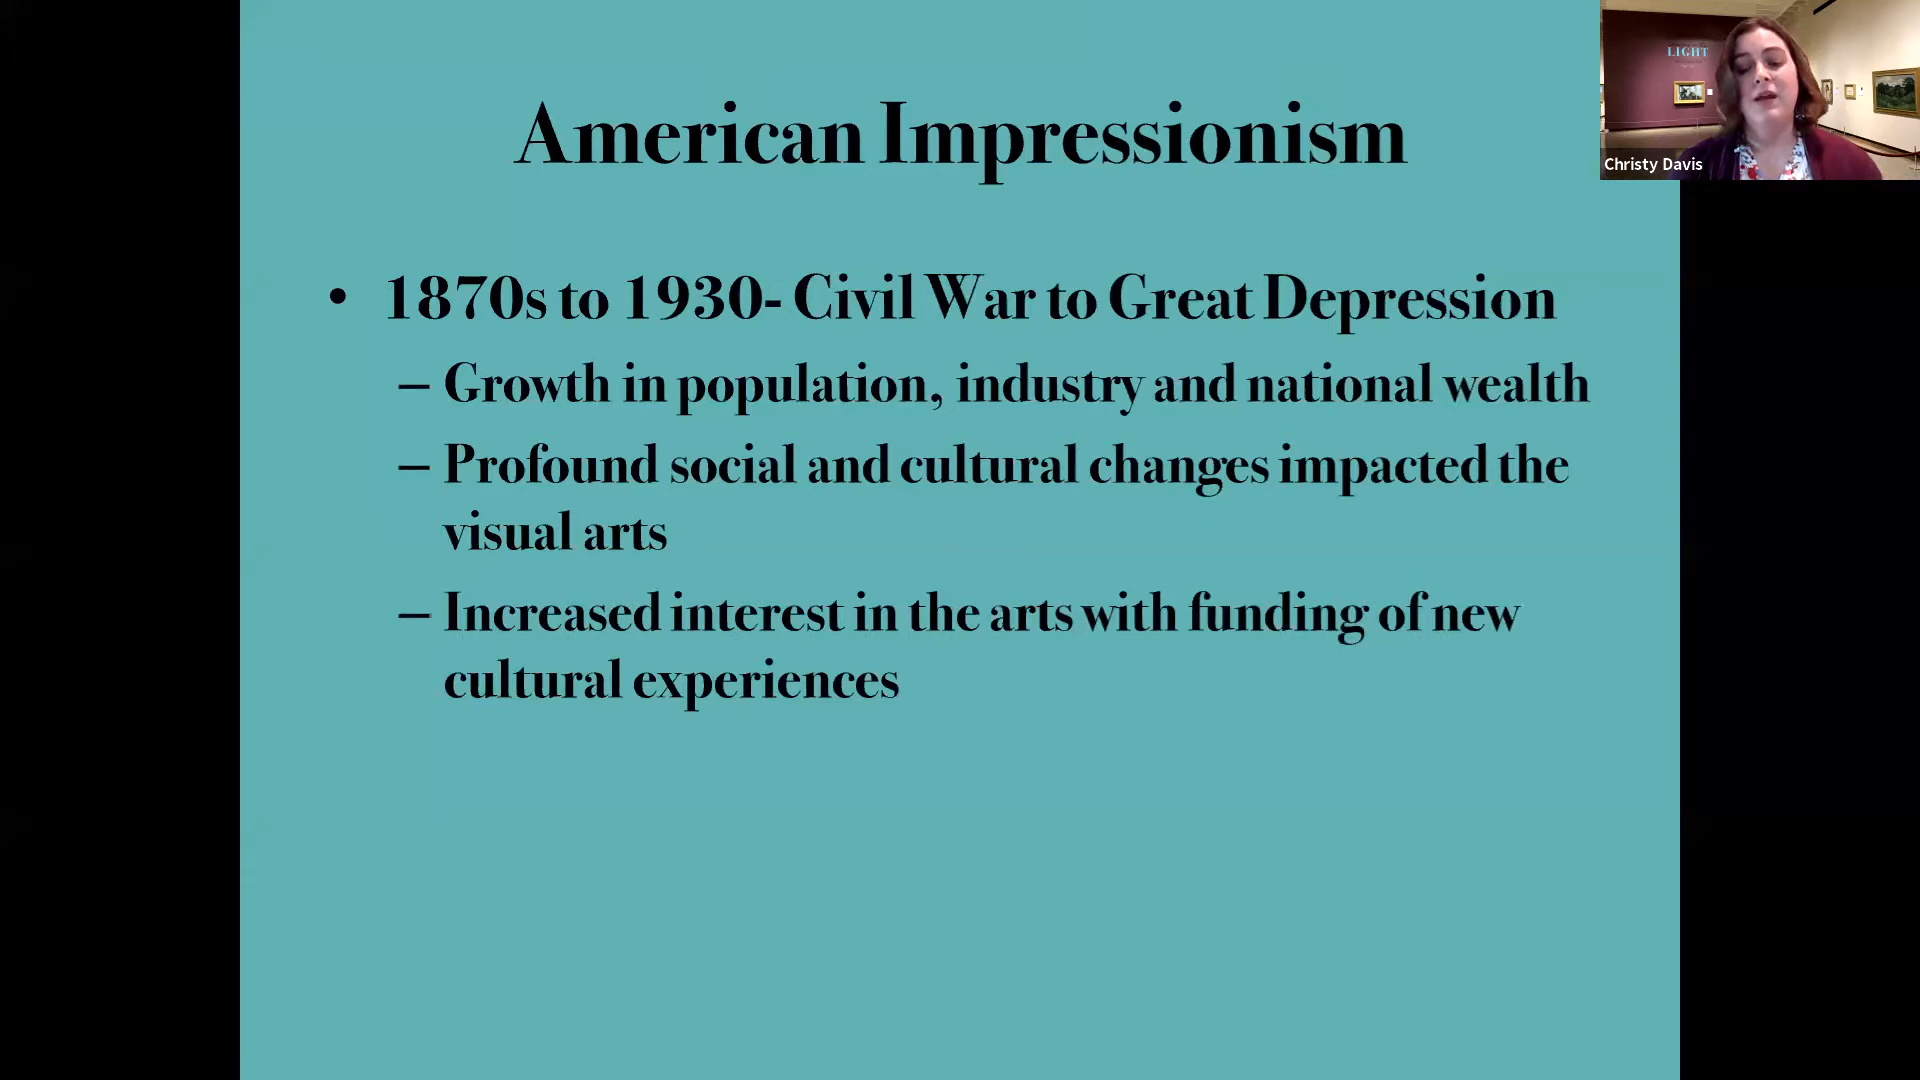 American Impressionism
• 1870s to 1930- Civil War to Great Depression
– Growth in population, industry and national wealth
– Profound social and cultural changes impacted the
visual arts
– Increased interest in the arts with funding of new
cultural experiences
LIGHT
Christy Davis